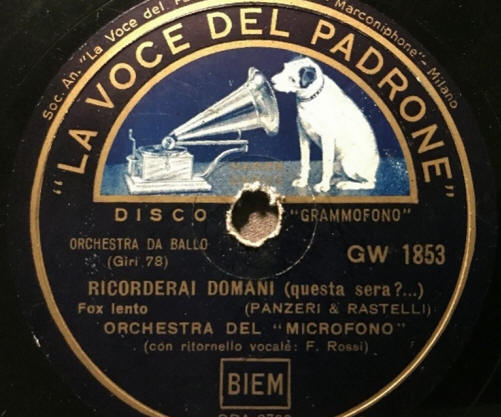 Soc. An. "La Voce del Marconiphone" - Milano
"LA VOCE DEL PADRONE"
DISCO "GRAMMOFONO"
ORCHESTRA DA BALLO
(Giri 78)
GW 1853
RICORDERAI DOMANI (questa sera?...)
Fox lento (PANZERI & RASTELLI)
ORCHESTRA DEL "MICROFONO"
(con ritornello vocale: F. Rossi)
BIEM